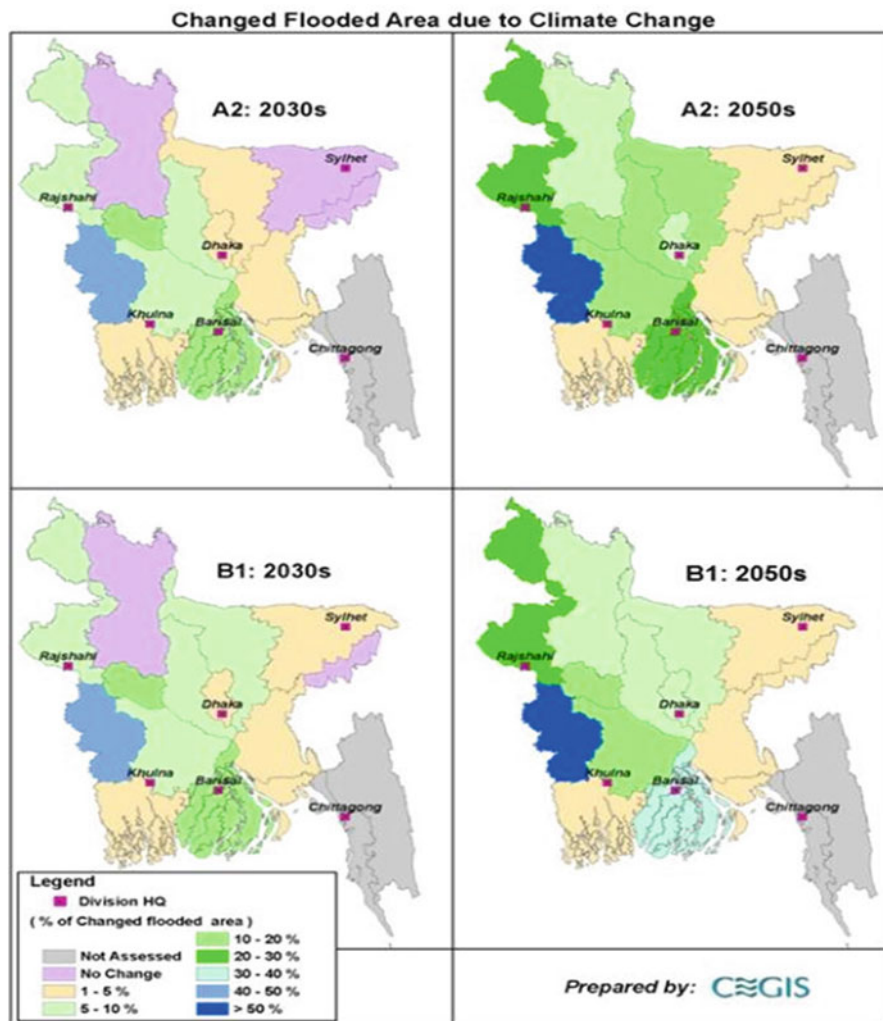 Changed Flooded Area due to Climate Change
A2: 2030s
Sylhet
Rajshahi
Dhaka
Khulna
Barisal
Chittagong
A2: 2050s
Sylhet
Rajshahi
Dhaka
Khulna
Barisal
Chittagong
B1: 2030s
Sylhet
Rajshahi
Dhaka
Khulna
Barisal
Chittagong
B1: 2050s
Sylhet
Rajshahi
Dhaka
Khulna
Barisal
Chittagong
Legend
Division HQ
( % of Changed flooded area )
Not Assessed
No Change
1 - 5 %
5 - 10 %
10 - 20 %
20 - 30 %
30 - 40 %
40 - 50 %
> 50 %
Prepared by: CEGIS